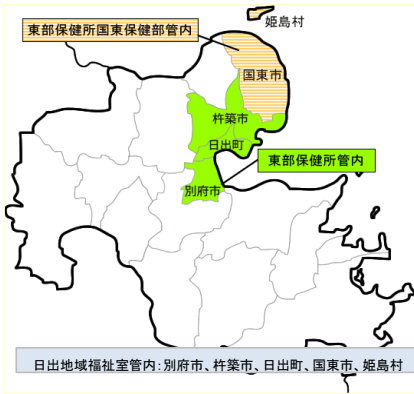 姫島村
東部保健所国東保健部管内
国東市
杵築市
日出町
東部保健所管内
別府市
日出地域福祉室管内:別府市、杵築市、日出町、国東市、姫島村